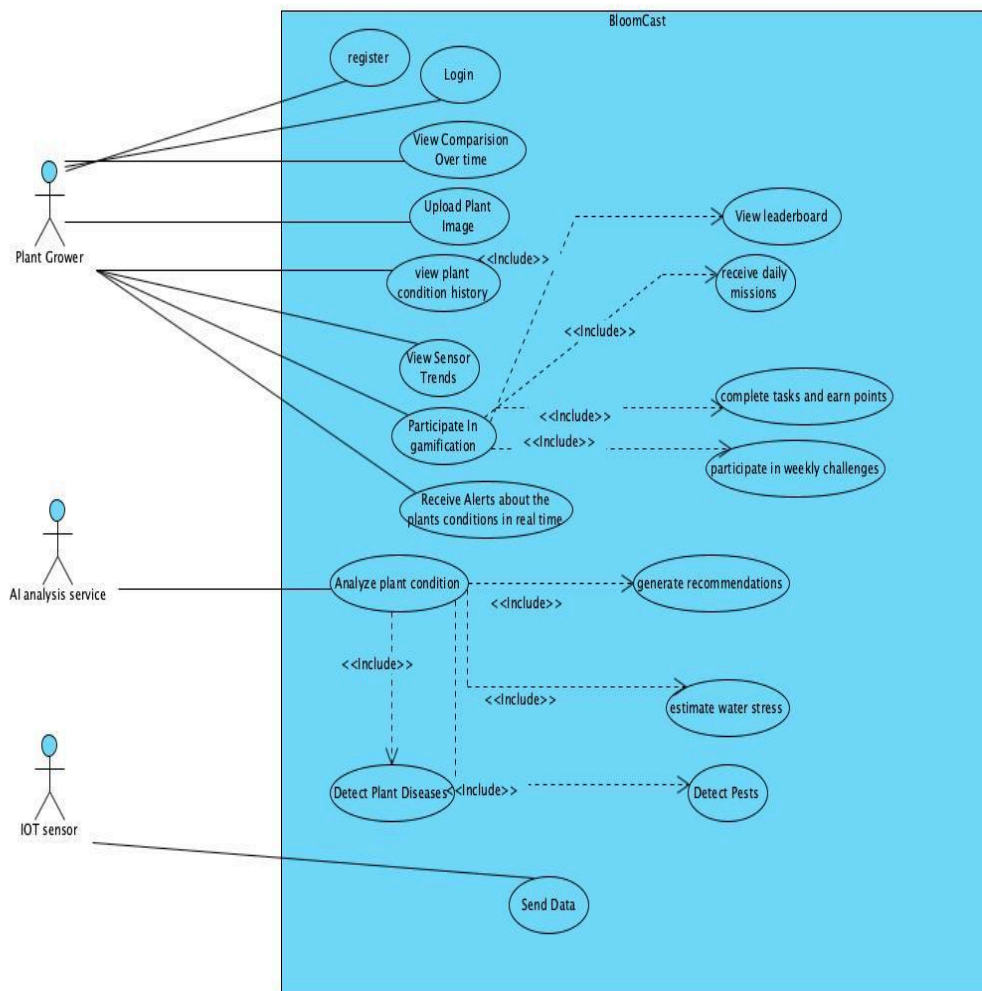 BloomCast
register
Login
View Comparision
Over time
Upload Plant
Image
View leaderboard
Plant Grower
<<Include>>
view plant
condition history
receive daily
missions
<<Include>>
View Sensor
Trends
complete tasks and earn points
<<Include>>
Participate In
gamification
<<Include>>
participate in weekly challenges
Receive Alerts about the
plants conditions in real time
AI analysis service
Analyze plant condition
generate recommendations
<<Include>>
<<Include>>
<<Include>>
estimate water stress
IOT sensor
Detect Plant Diseases
<<Include>>
Detect Pests
Send Data